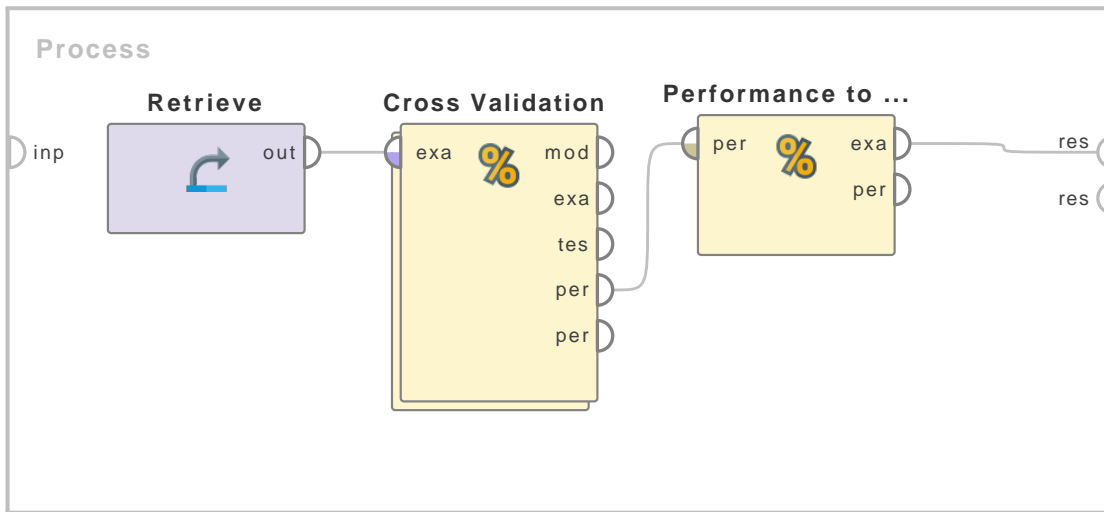 Process
Retrieve
Cross Validation
Performance to ...
inp
out
exa
mod
exa
tes
per
per
per
exa
per
res
res